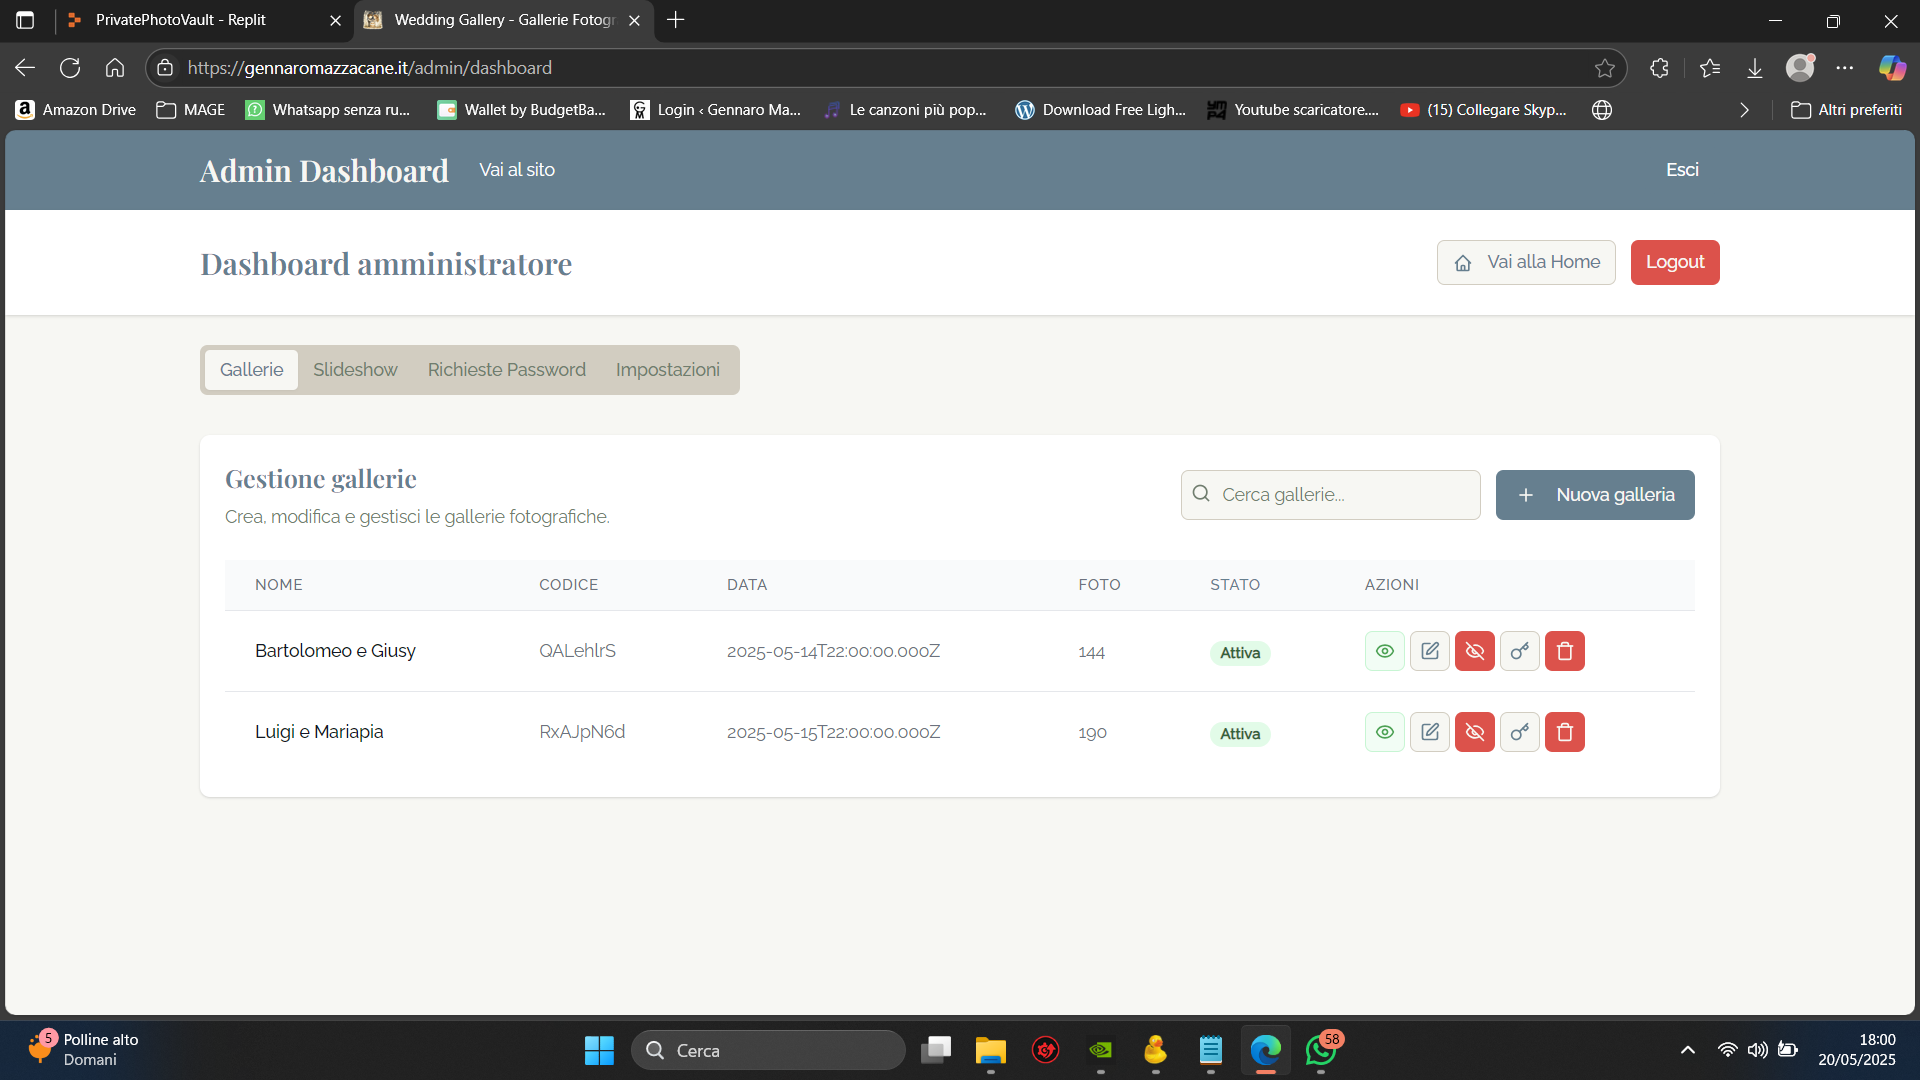 PrivatePhotoVault - Replit
Wedding Gallery - Gallerie Fotogr
https://gennaromazzacane.it/admin/dashboard
Amazon Drive
MAGE
Whatsapp senza ru...
Wallet by BudgetBa...
Login ‹ Gennaro Ma...
Le canzoni più pop...
Download Free Ligh...
Youtube scaricatore....
(15) Collegare Skyp...
Altri preferiti
Admin Dashboard
Vai al sito
Esci
Dashboard amministratore
Vai alla Home
Logout
Gallerie
Slideshow
Richieste Password
Impostazioni
Gestione gallerie
Crea, modifica e gestisci le gallerie fotografiche.
Cerca gallerie...
Nuova galleria
NOME CODICE DATA FOTO STATO AZIONI
Bartolomeo e Giusy QALehlrS 2025-05-14T22:00:00.000Z 144 Attiva
Luigi e Mariapia RxAJpN6d 2025-05-15T22:00:00.000Z 190 Attiva
5
Polline alto
Domani
Cerca
58
18:00
20/05/2025